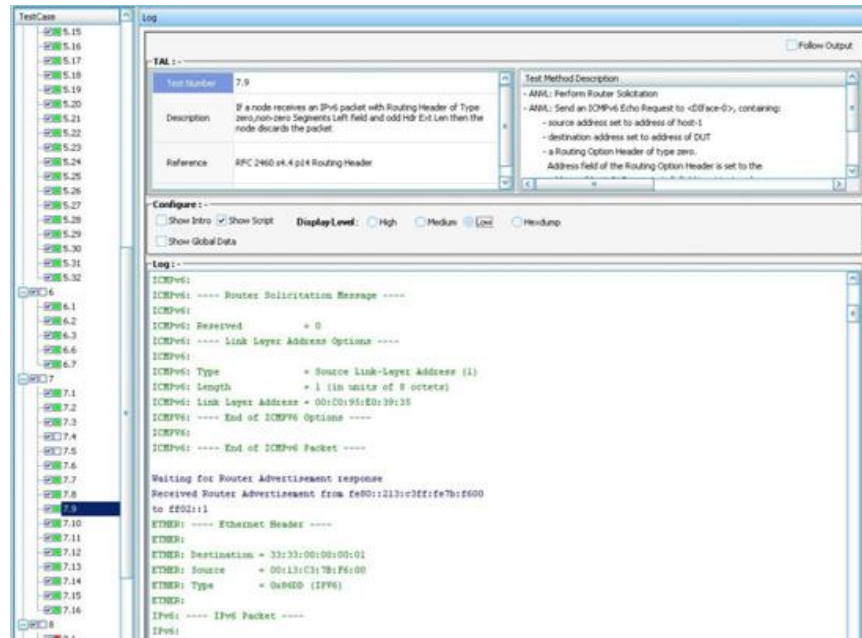 TestCase
5.15
5.16
5.17
5.18
5.19
5.20
5.21
5.22
5.23
5.24
5.25
5.26
5.27
5.28
5.29
5.30
5.31
5.32
6
6.1
6.2
6.3
6.6
6.7
7
7.1
7.2
7.3
7.4
7.5
7.6
7.7
7.8
7.9
7.10
7.11
7.12
7.13
7.14
7.15
7.16
8
Log
Follow Output
TAL : -
Test Number 7.9
Description If a node receives an IPv6 packet with Routing Header of Type
zero,non-zero Segments Left field and odd Hdr Ext Len then the
node discards the packet.
Reference RFC 2460 s4.4 p14 Routing Header
Test Method Description
- ANVL: Perform Router Solicitation
- ANVL: Send an ICMPv6 Echo Request to <DIface-0>, containing:
- source address set to address of host-1
- destination address set to address of DUT
- a Routing Option Header of type zero.
Address field of the Routing Option Header is set to the
Configure : -
Show Intro Show Script Display Level : High Medium Low Hexdump
Show Global Data
Log : -
ICMPv6:
ICMPv6: ---- Router Solicitation Message ----
ICMPv6:
ICMPv6: Reserved = 0
ICMPv6: ---- Link Layer Address Options ----
ICMPv6:
ICMPv6: Type = Source Link-Layer Address (1)
ICMPv6: Length = 1 (in units of 8 octets)
ICMPv6: Link Layer Address = 00:C0:95:E0:39:35
ICMPV6: ---- End of ICMPV6 Options ----
ICMPV6:
ICMPv6: ---- End of ICMPv6 Packet ----
Waiting for Router Advertisement response
Received Router Advertisement from fe80::213:c3ff:fe7b:f600
to ff02::1
ETHER: ---- Ethernet Header ----
ETHER:
ETHER: Destination = 33:33:00:00:00:01
ETHER: Source = 00:13:C3:7B:F6:00
ETHER: Type = 0x86DD (IPV6)
ETHER:
IPv6: ---- IPv6 Packet ----
IPv6: